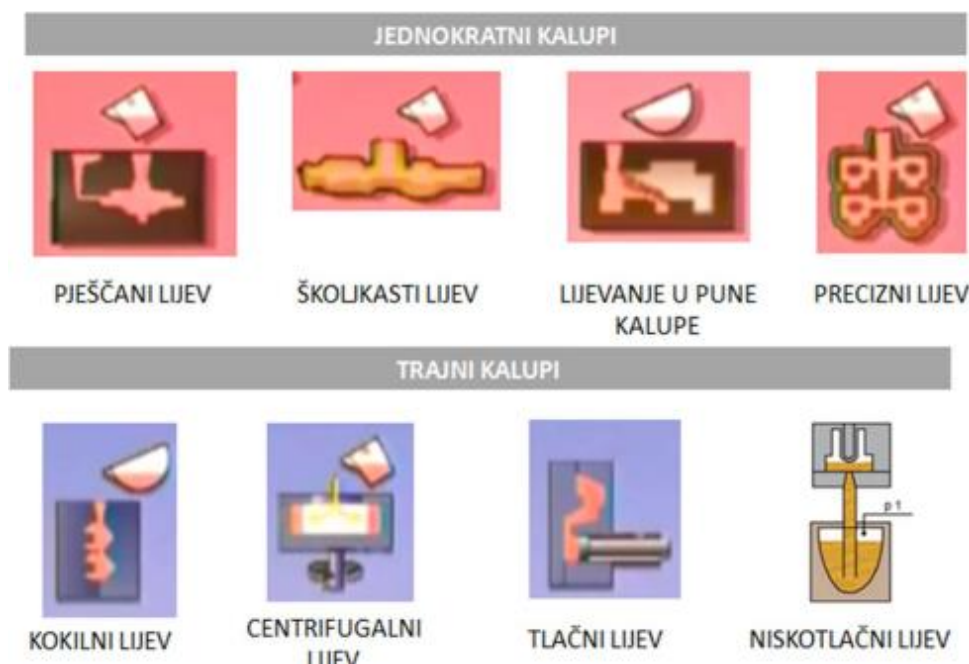 JEDNOKRATNI KALUPI
PJEŠČANI LIJEV
ŠKOLJKASTI LIJEV
LIJEVANJE U PUNE
KALUPE
PRECIZNI LIJEV
TRAJNI KALUPI
p 1
KOKILNI LIJEV
CENTRIFUGALNI
LIJEV
TLAČNI LIJEV
NISKOTLAČNI LIJEV